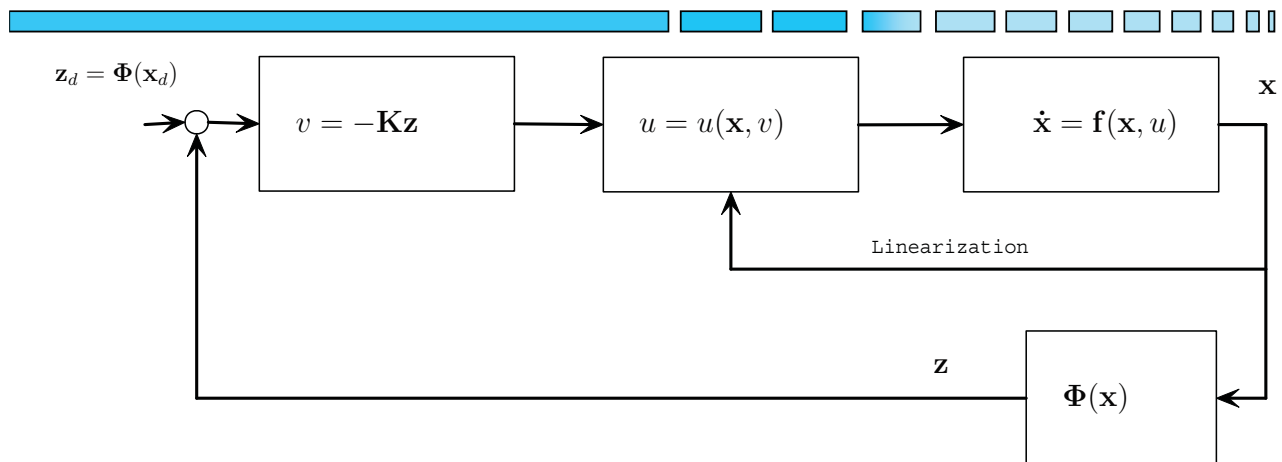 𝐳_d = 𝚽(𝐱_d)
v = −𝐊𝐳
u = u(𝐱, v)
𝐱̇ = 𝐟(𝐱, u)
𝐱
Linearization
𝐳
𝚽(𝐱)